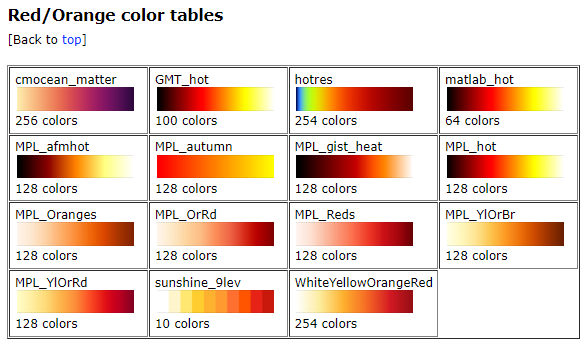 Red/Orange color tables
[Back to top]
cmocean_matter GMT_hot hotres matlab_hot
256 colors 100 colors 254 colors 64 colors
MPL_afmhot MPL_autumn MPL_gist_heat MPL_hot
128 colors 128 colors 128 colors 128 colors
MPL_Oranges MPL_OrRd MPL_Reds MPL_YlOrBr
128 colors 128 colors 128 colors 128 colors
MPL_YlOrRd sunshine_9lev WhiteYellowOrangeRed
128 colors 10 colors 254 colors